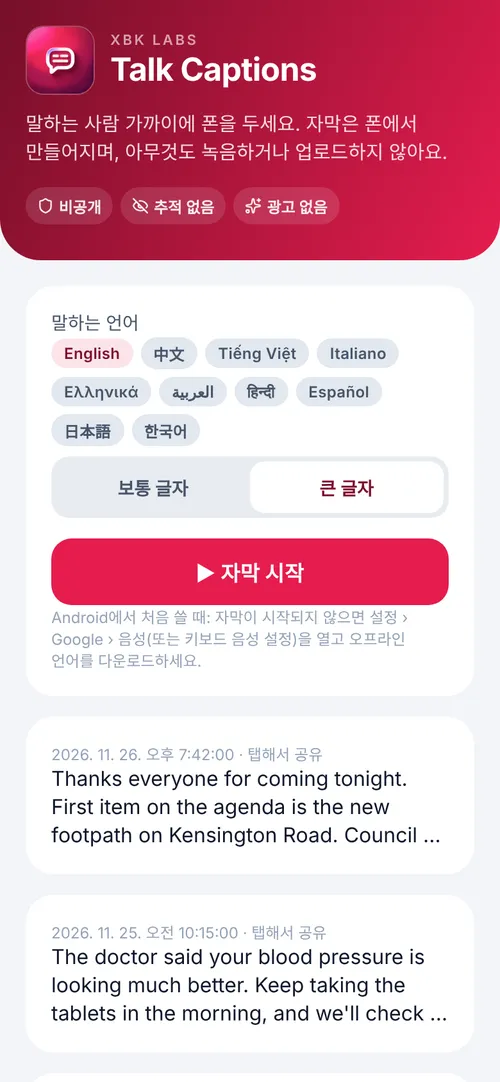 XBK LABS
Talk Captions
말하는 사람 가까이에 폰을 두세요. 자막은 폰에서
만들어지며, 아무것도 녹음하거나 업로드하지 않아요.
비공개
추적 없음
광고 없음
말하는 언어
English
中文
Tiếng Việt
Italiano
Ελληνικά
العربية
हिन्दी
Español
日本語
한국어
보통 글자
큰 글자
▶ 자막 시작
Android에서 처음 쓸 때: 자막이 시작되지 않으면 설정 ›
Google › 음성(또는 키보드 음성 설정)을 열고 오프라인
언어를 다운로드하세요.
2026. 11. 26. 오후 7:42:00 · 탭해서 공유
Thanks everyone for coming tonight.
First item on the agenda is the new
footpath on Kensington Road. Council ...
2026. 11. 25. 오전 10:15:00 · 탭해서 공유
The doctor said your blood pressure is
looking much better. Keep taking the
tablets in the morning, and we'll check ...